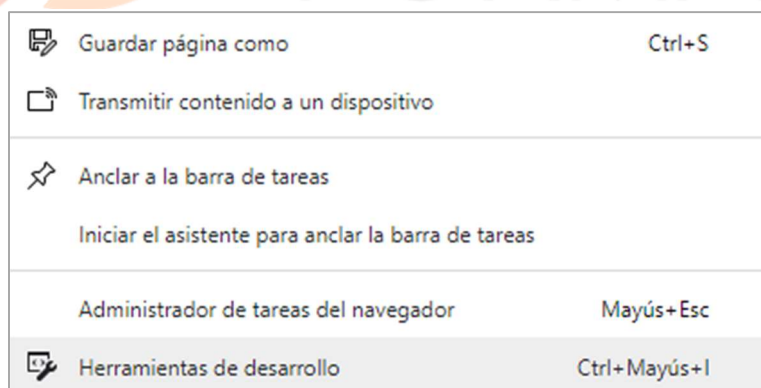 Guardar página como Ctrl+S
Transmitir contenido a un dispositivo
Anclar a la barra de tareas
Iniciar el asistente para anclar la barra de tareas
Administrador de tareas del navegador Mayús+Esc
Herramientas de desarrollo Ctrl+Mayús+I